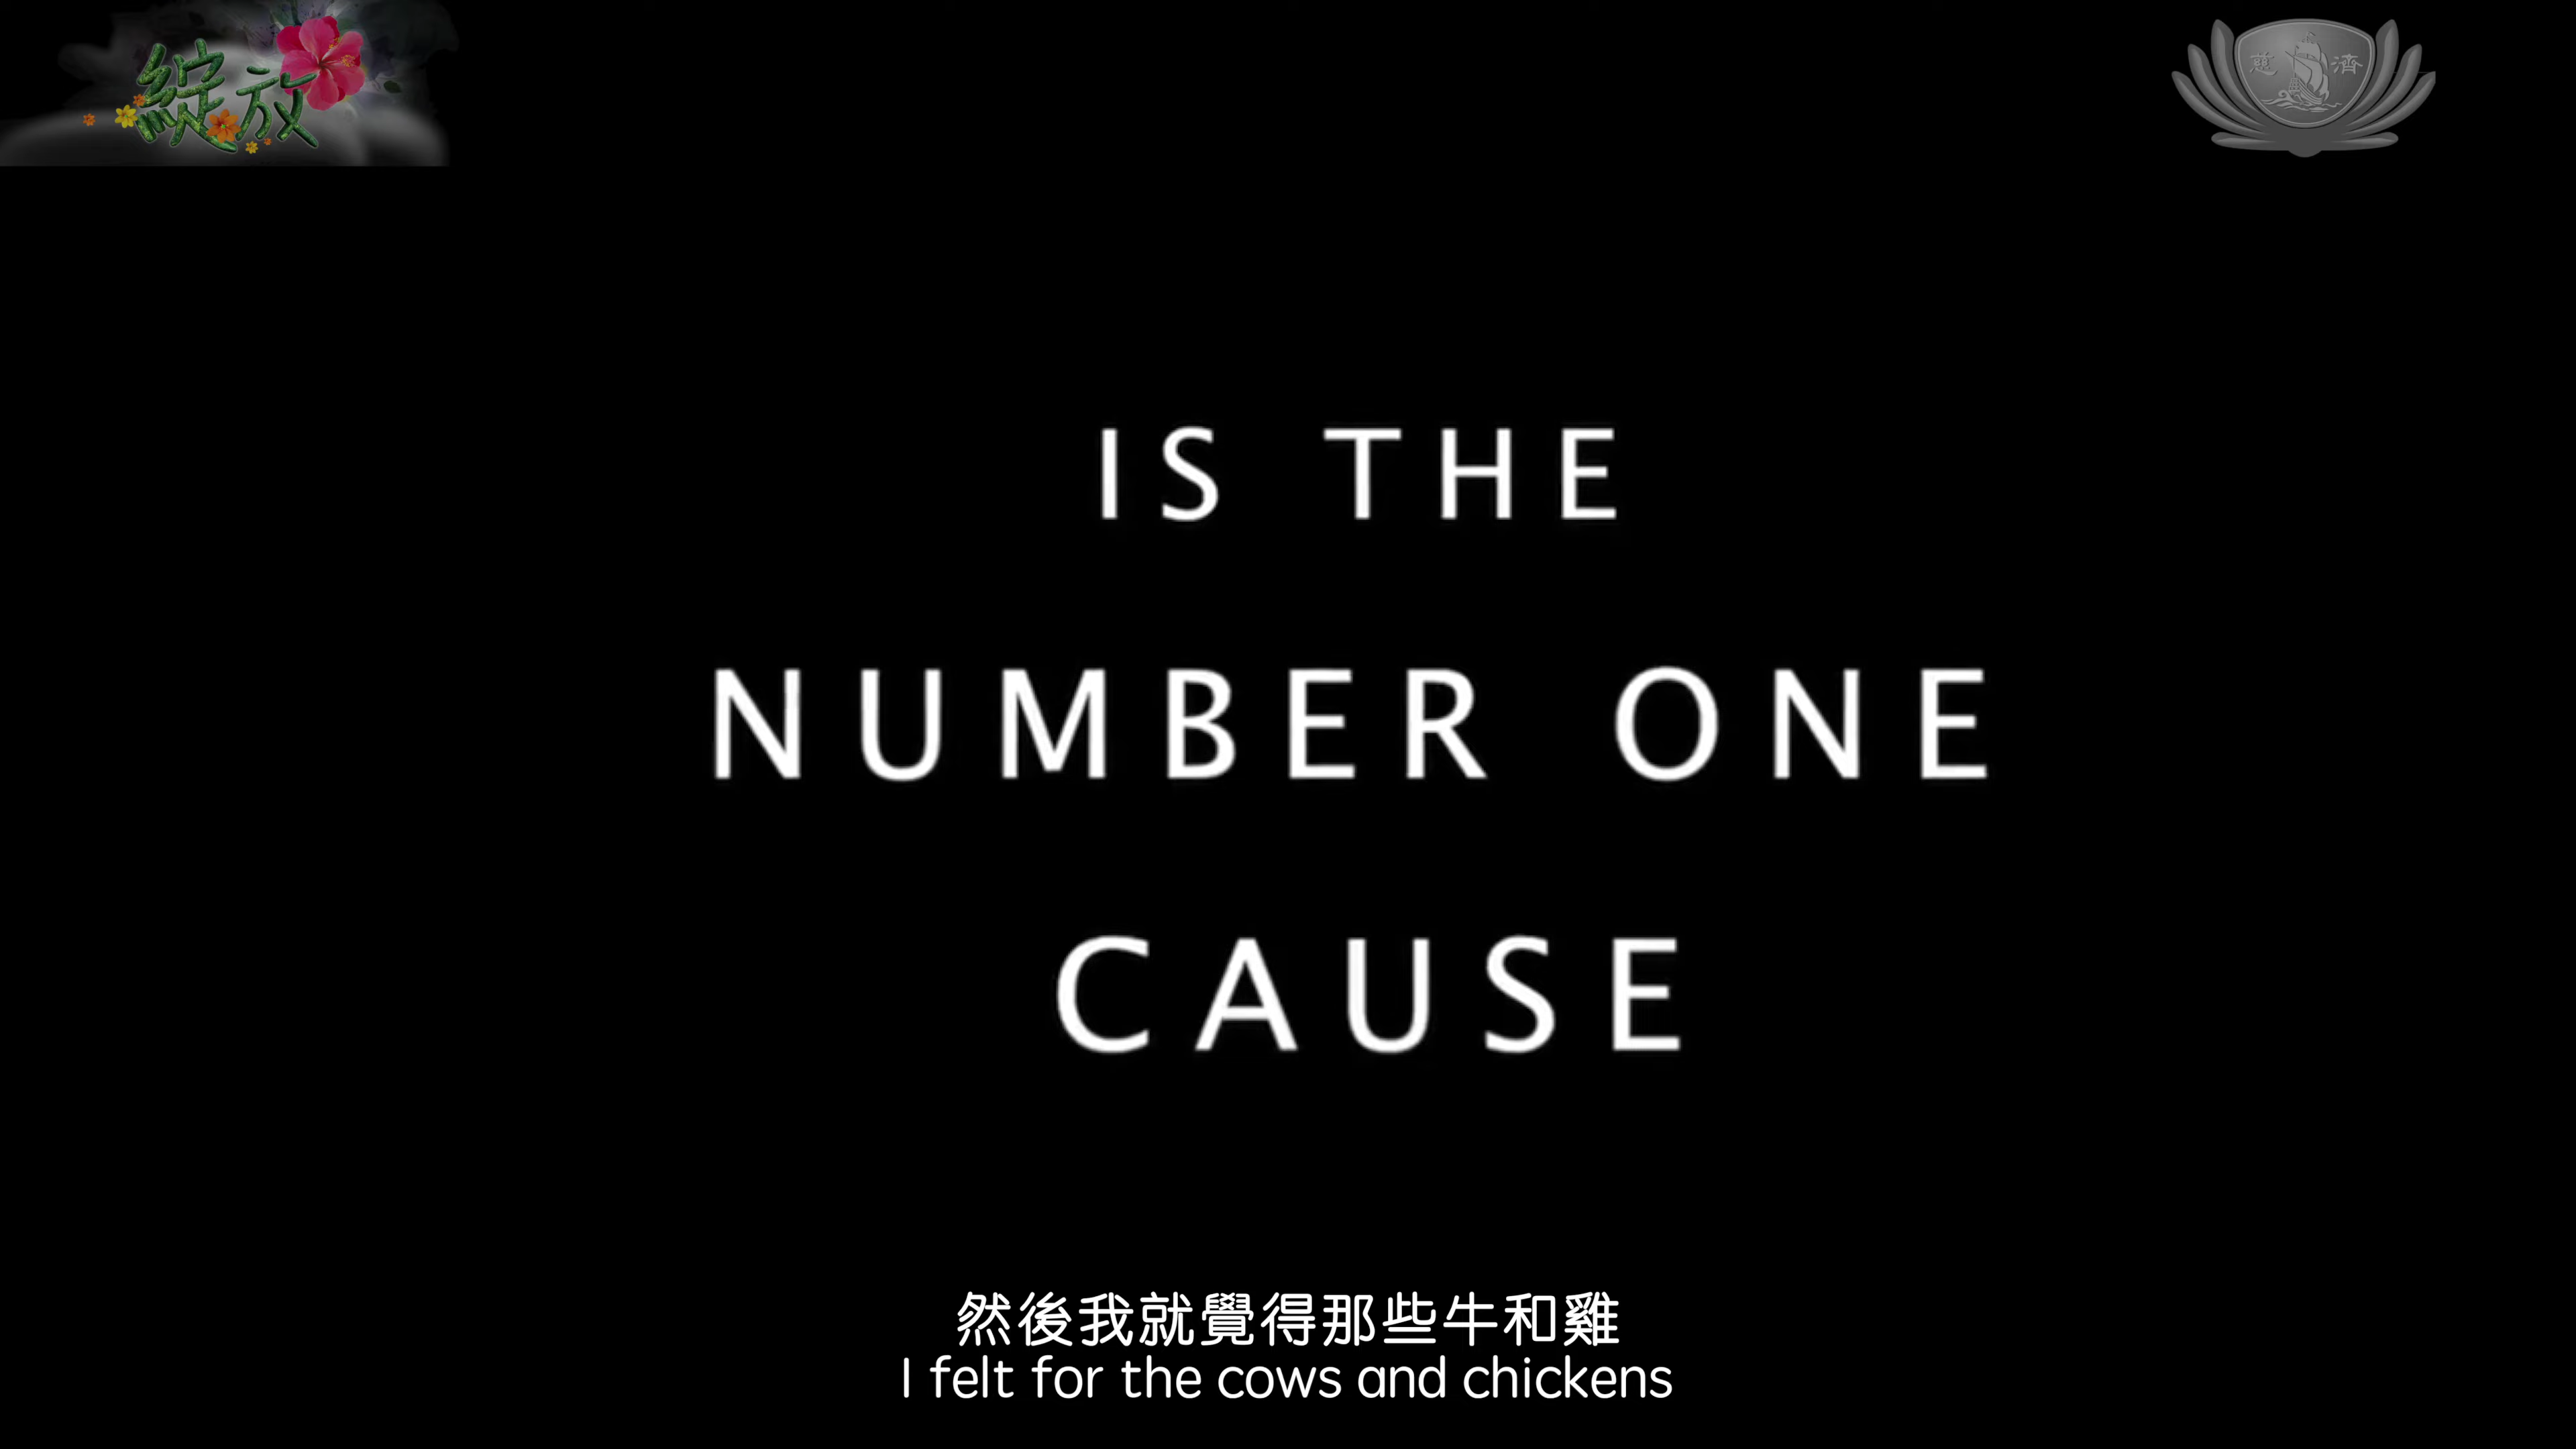 綻放
慈濟
IS THE
NUMBER ONE
CAUSE
然後我就覺得那些牛和雞
I felt for the cows and chickens